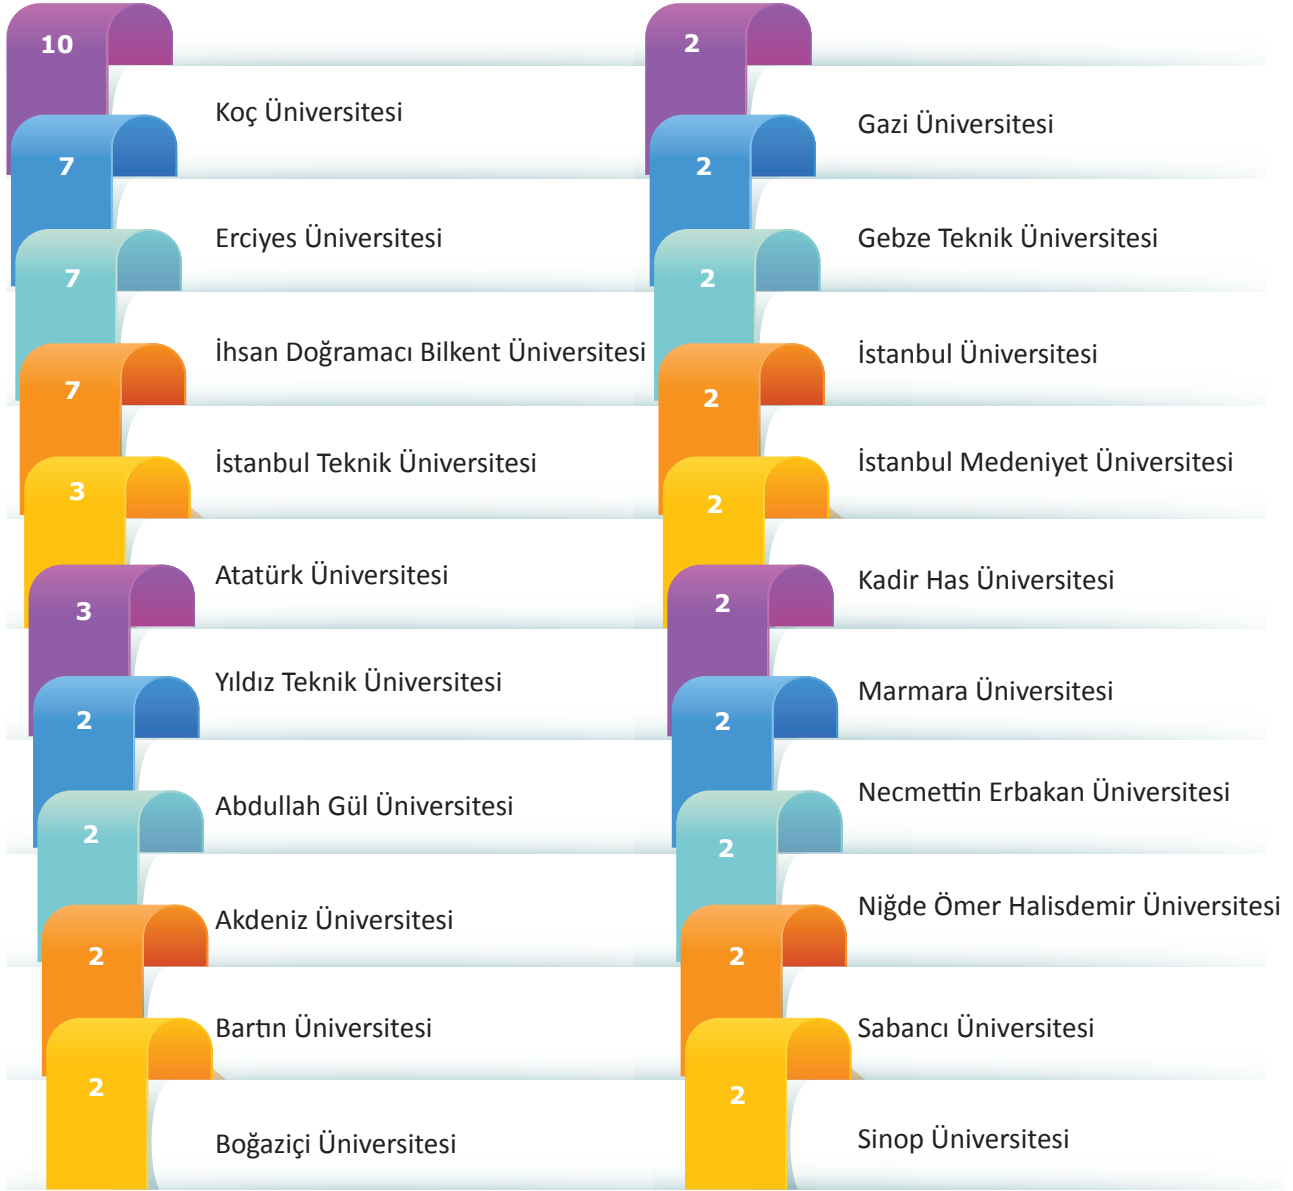 10
Koç Üniversitesi
7
Erciyes Üniversitesi
7
İhsan Doğramacı Bilkent Üniversitesi
7
İstanbul Teknik Üniversitesi
3
Atatürk Üniversitesi
3
Yıldız Teknik Üniversitesi
2
Abdullah Gül Üniversitesi
2
Akdeniz Üniversitesi
2
Bartın Üniversitesi
2
Boğaziçi Üniversitesi
2
Gazi Üniversitesi
2
Gebze Teknik Üniversitesi
2
İstanbul Üniversitesi
2
İstanbul Medeniyet Üniversitesi
2
Kadir Has Üniversitesi
2
Marmara Üniversitesi
2
Necmettin Erbakan Üniversitesi
2
Niğde Ömer Halisdemir Üniversitesi
2
Sabancı Üniversitesi
2
Sinop Üniversitesi